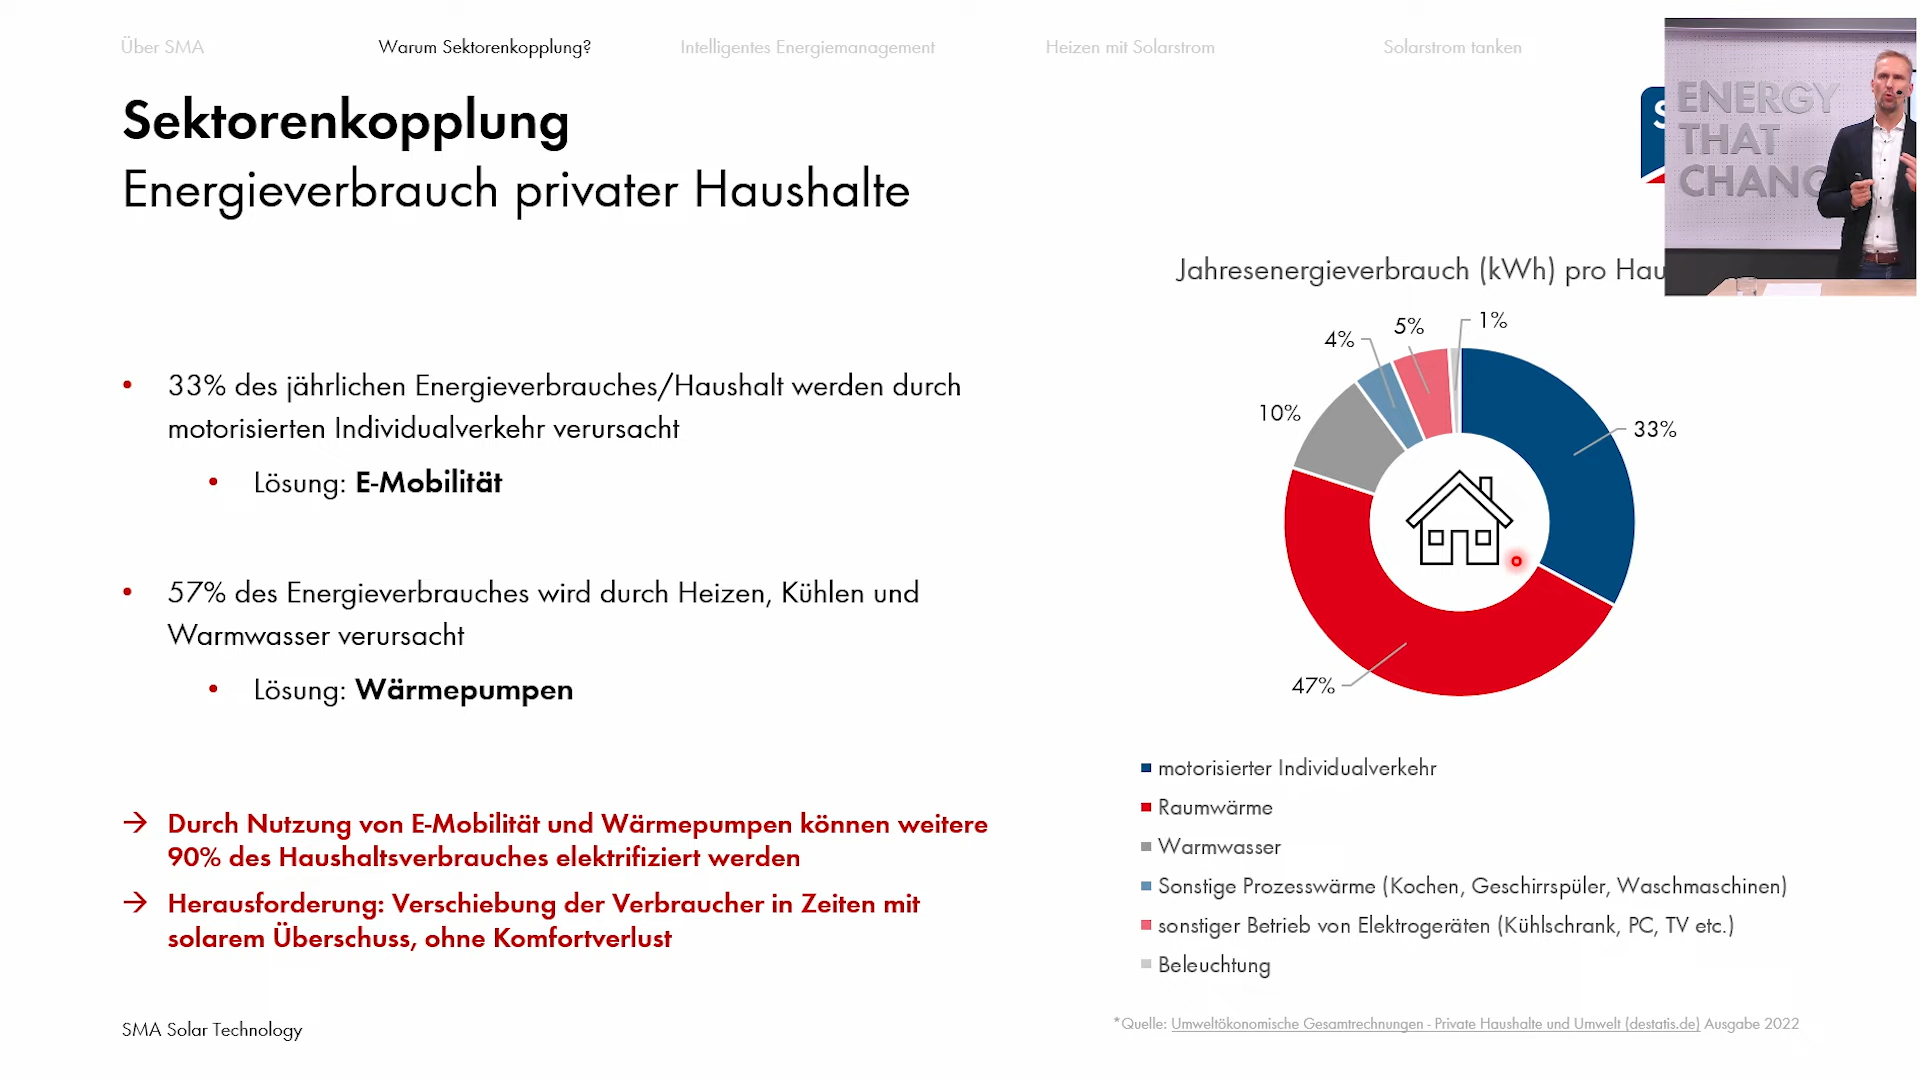 Über SMA
Warum Sektorenkopplung?
Intelligentes Energiemanagement
Heizen mit Solarstrom
Solarstrom tanken
Sektorenkopplung
Energieverbrauch privater Haushalte
ENERGY
THAT
• 33% des jährlichen Energieverbrauches/Haushalt werden durch
motorisierten Individualverkehr verursacht
• Lösung: E-Mobilität
• 57% des Energieverbrauches wird durch Heizen, Kühlen und
Warmwasser verursacht
• Lösung: Wärmepumpen
→ Durch Nutzung von E-Mobilität und Wärmepumpen können weitere
90% des Haushaltsverbrauches elektrifiziert werden
→ Herausforderung: Verschiebung der Verbraucher in Zeiten mit
solarem Überschuss, ohne Komfortverlust
Jahresenergieverbrauch (kWh) pro
4%
5%
1%
10%
33%
47%
motorisierter Individualverkehr
Raumwärme
Warmwasser
Sonstige Prozesswärme (Kochen, Geschirrspüler, Waschmaschinen)
sonstiger Betrieb von Elektrogeräten (Kühlschrank, PC, TV etc.)
Beleuchtung
SMA Solar Technology
*Quelle: Umweltökonomische Gesamtrechnungen - Private Haushalte und Umwelt (destatis.de) Ausgabe 2022